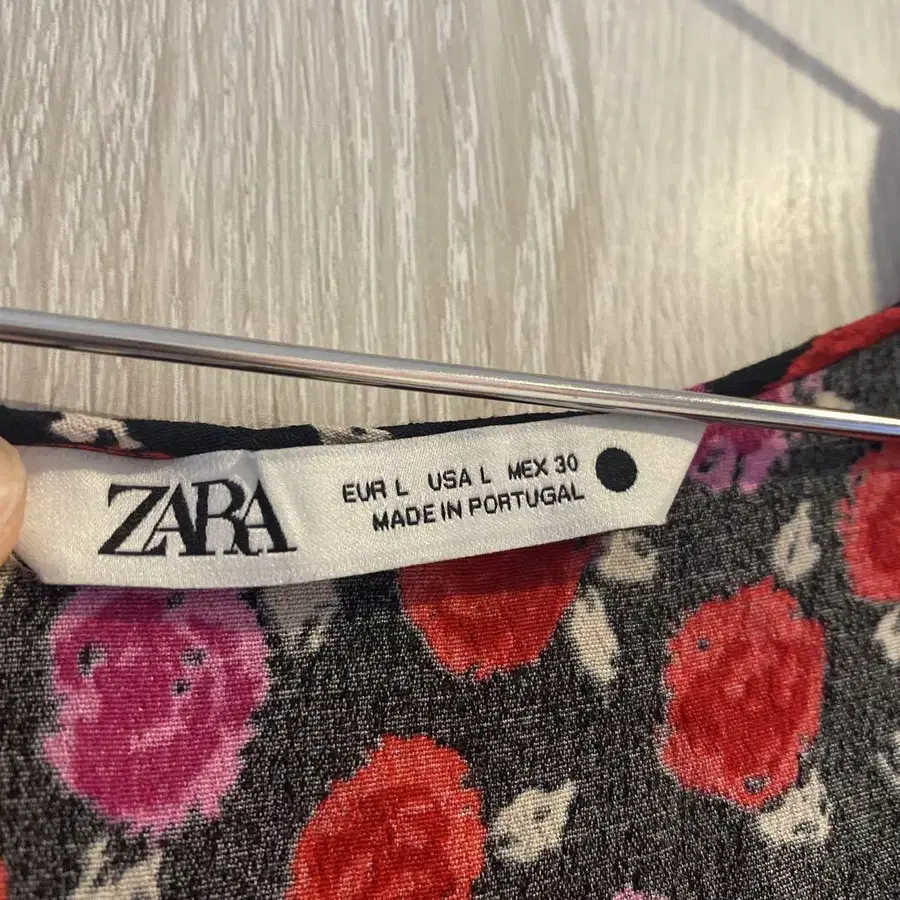 ZARA
EUR L USA L MEX 30
MADE IN PORTUGAL